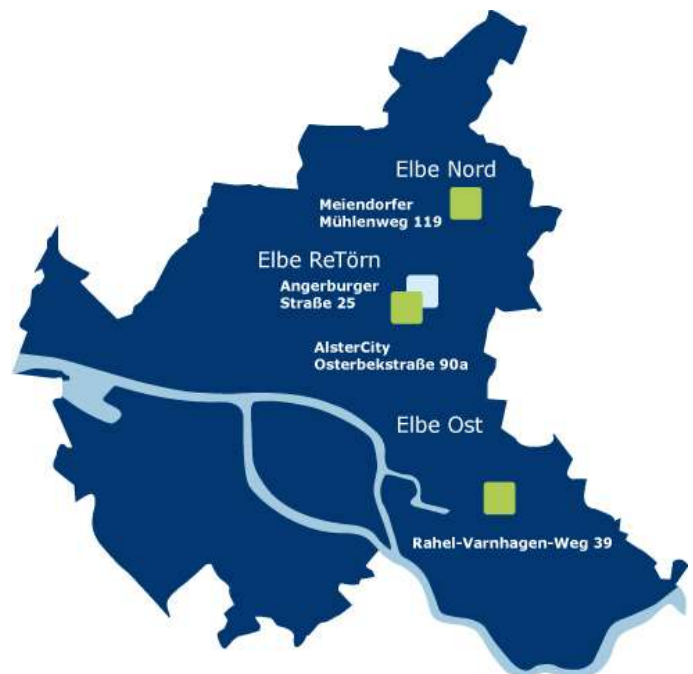 Elbe Nord
Meiendorfer
Mühlenweg 119
Elbe ReTörn
Angerburger
Straße 25
AlsterCity
Osterbekstraße 90a
Elbe Ost
Rahel-Varnhagen-Weg 39